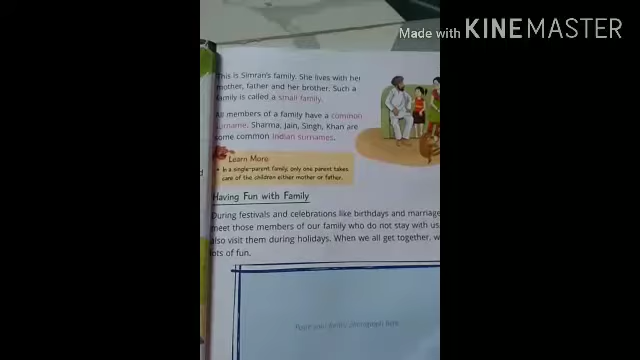 Made with KINEMASTER
This is Simran's family. She lives with her
mother, father and her brother. Such a
family is called a small family.
All members of a family have a common
surname. Sharma, Jain, Singh, Khan are
some common Indian surnames.
Learn More
• In a single-parent family, only one parent takes
care of the children either mother or father.
Having Fun with Family
During festivals and celebrations like birthdays and marriage
meet those members of our family who do not stay with us
also visit them during holidays. When we all get together, w
lots of fun.
Paste your family photograph here